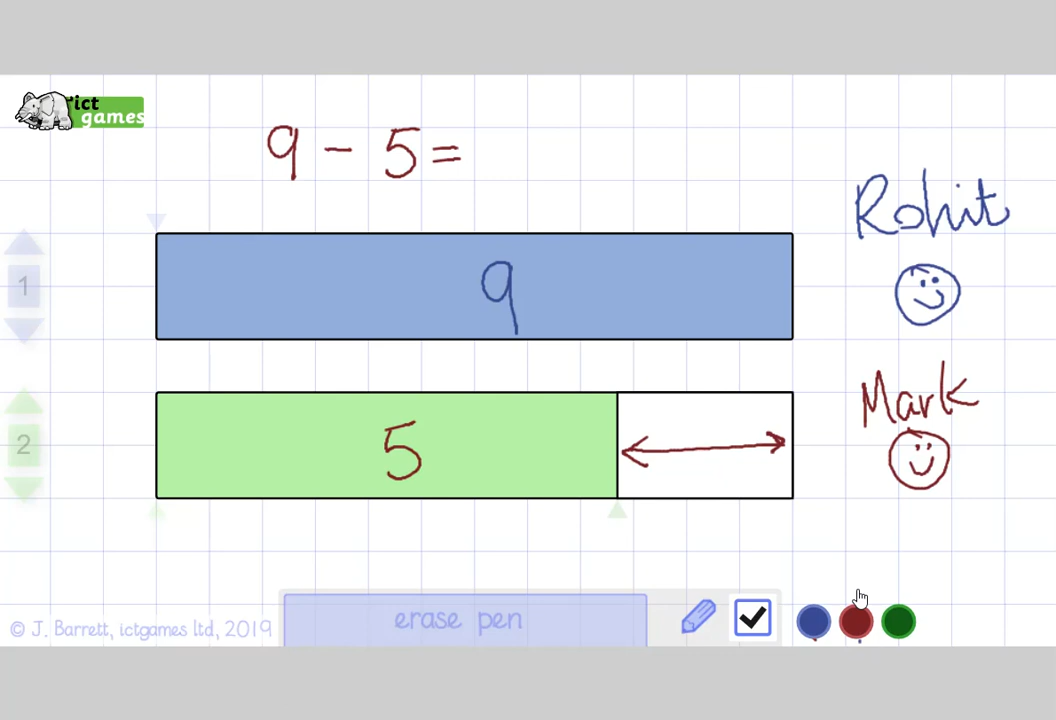 ict
games
9 - 5 =
Rohit
1
9
Mark
2
5
erase pen
© J. Barrett, ictgames ltd, 2019